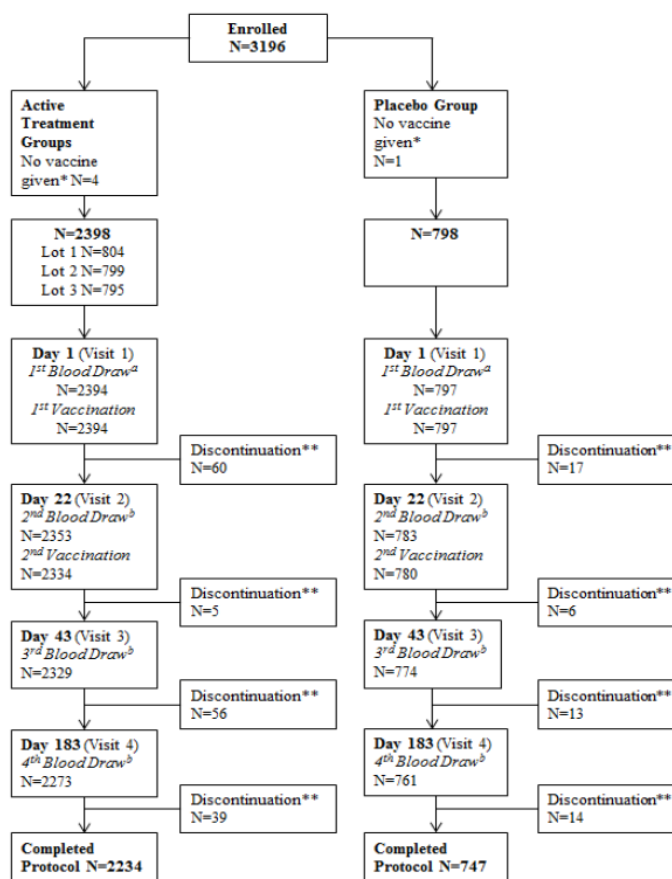 Enrolled
N=3196
Active
Treatment
Groups
No vaccine
given* N=4
Placebo Group
No vaccine
given*
N=1
N=2398
Lot 1 N=804
Lot 2 N=799
Lot 3 N=795
N=798
Day 1 (Visit 1)
1st Blood Drawa
N=2394
1st Vaccination
N=2394
Day 1 (Visit 1)
1st Blood Drawa
N=797
1st Vaccination
N=797
Discontinuation**
N=60
Discontinuation**
N=17
Day 22 (Visit 2)
2nd Blood Drawb
N=2353
2nd Vaccination
N=2334
Day 22 (Visit 2)
2nd Blood Drawb
N=783
2nd Vaccination
N=780
Discontinuation**
N=5
Discontinuation**
N=6
Day 43 (Visit 3)
3rd Blood Drawb
N=2329
Day 43 (Visit 3)
3rd Blood Drawb
N=774
Discontinuation**
N=56
Discontinuation**
N=13
Day 183 (Visit 4)
4th Blood Drawb
N=2273
Day 183 (Visit 4)
4th Blood Drawb
N=761
Discontinuation**
N=39
Discontinuation**
N=14
Completed
Protocol N=2234
Completed
Protocol N=747